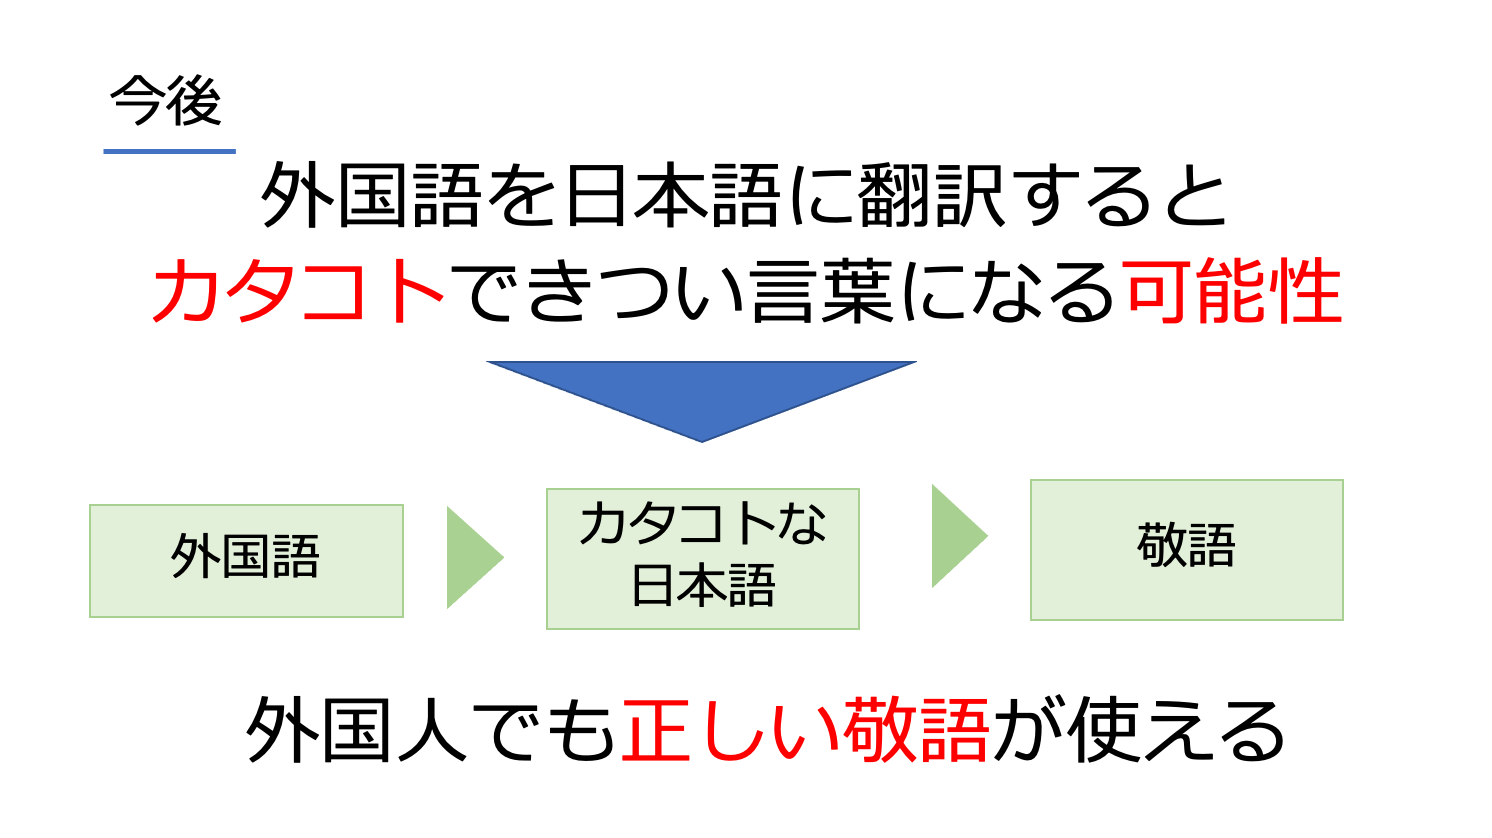 今後
外国語を日本語に翻訳すると
カタコトできつい言葉になる可能性
外国語
カタコトな
日本語
敬語
外国人でも正しい敬語が使える